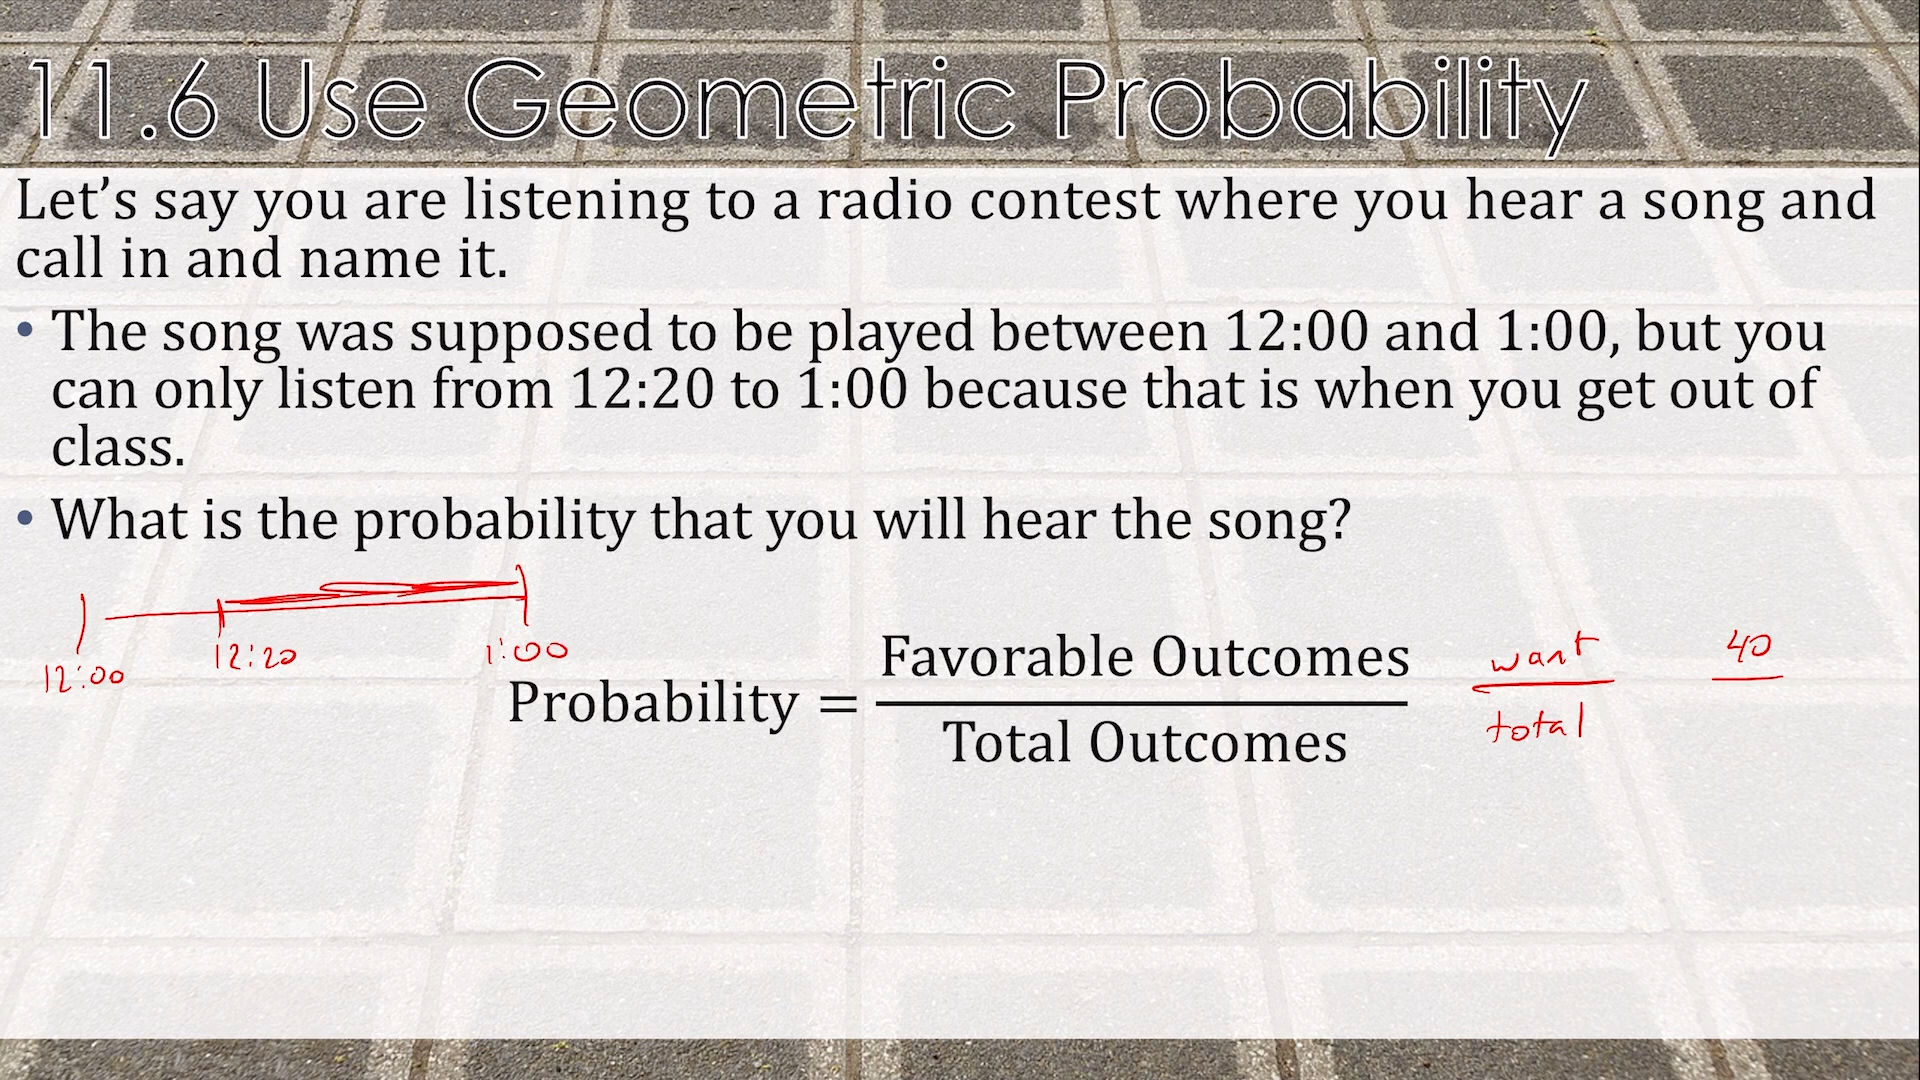 11.6 Use Geometric Probability
Let’s say you are listening to a radio contest where you hear a song and
call in and name it.
• The song was supposed to be played between 12:00 and 1:00, but you
can only listen from 12:20 to 1:00 because that is when you get out of
class.
• What is the probability that you will hear the song?
12:00 12:20 1:00
Probability = Favorable Outcomes
Total Outcomes
want
total
40